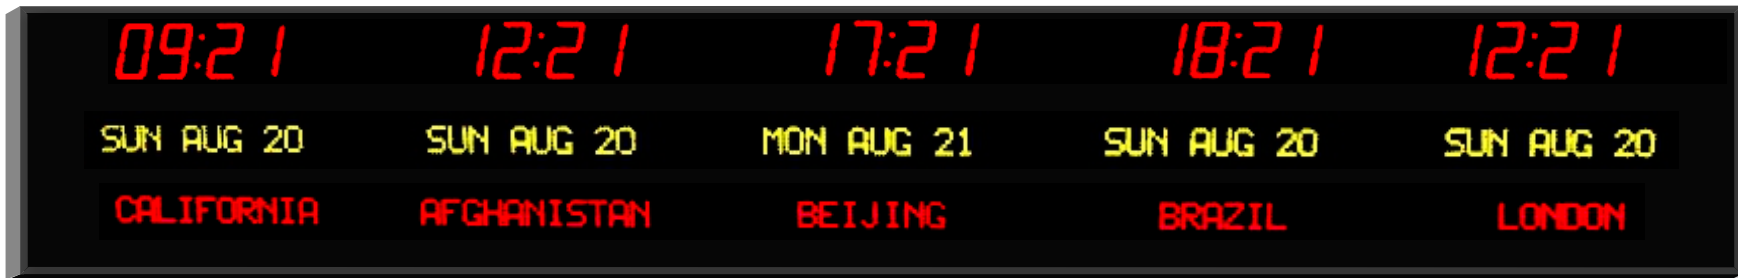 09:21 12:21 17:21 18:21 12:21
SUN AUG 20 SUN AUG 20 MON AUG 21 SUN AUG 20 SUN AUG 20
CALIFORNIA AFGHANISTAN BEIJING BRAZIL LONDON